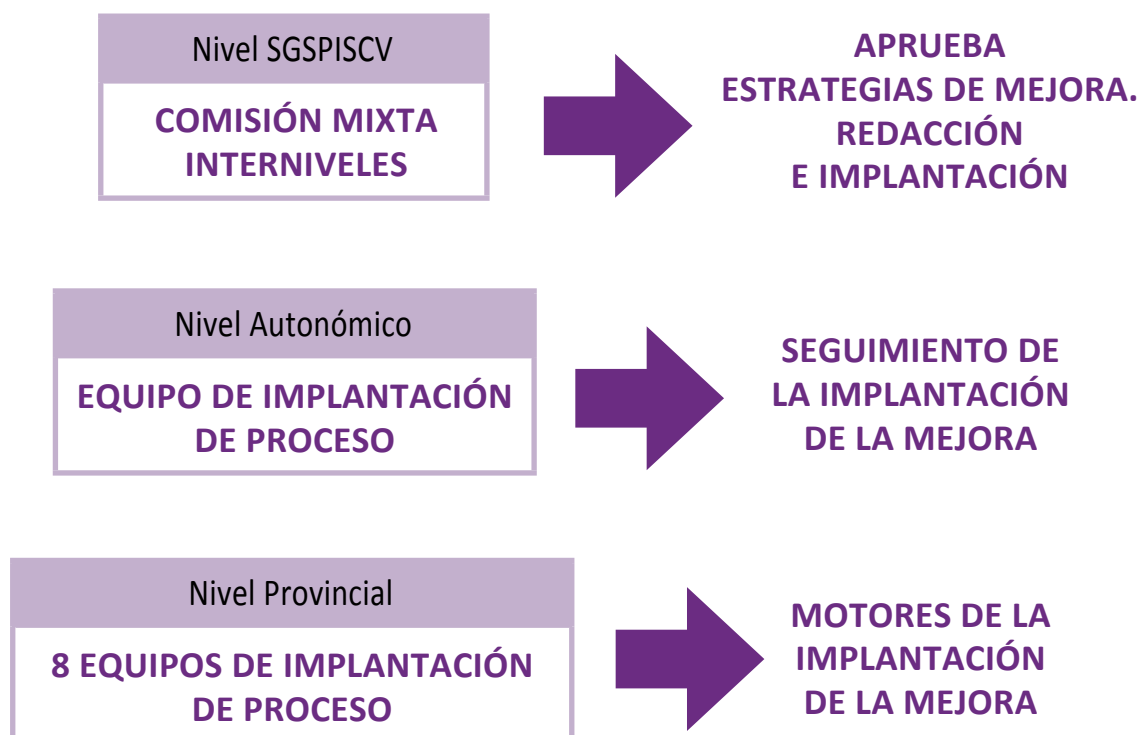 Nivel SGSPISCV
COMISIÓN MIXTA
INTERNIVELES
APRUEBA
ESTRATEGIAS DE MEJORA.
REDACCIÓN
E IMPLANTACIÓN
Nivel Autonómico
EQUIPO DE IMPLANTACIÓN
DE PROCESO
SEGUIMIENTO DE
LA IMPLANTACIÓN
DE LA MEJORA
Nivel Provincial
8 EQUIPOS DE IMPLANTACIÓN
DE PROCESO
MOTORES DE LA
IMPLANTACIÓN
DE LA MEJORA